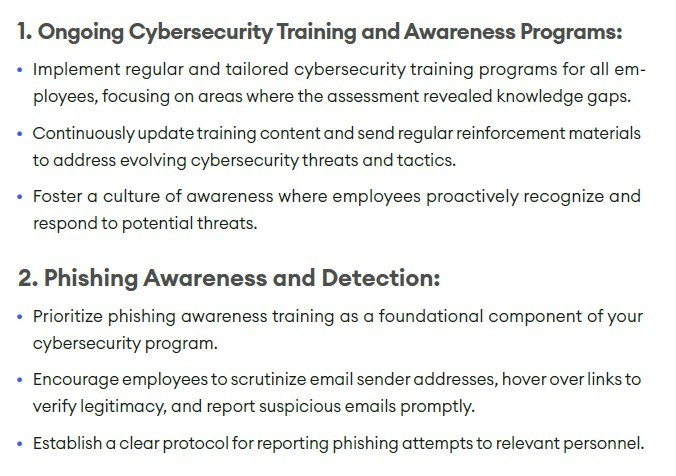 1. Ongoing Cybersecurity Training and Awareness Programs:
• Implement regular and tailored cybersecurity training programs for all em-
ployees, focusing on areas where the assessment revealed knowledge gaps.
• Continuously update training content and send regular reinforcement materials
to address evolving cybersecurity threats and tactics.
• Foster a culture of awareness where employees proactively recognize and
respond to potential threats.
2. Phishing Awareness and Detection:
• Prioritize phishing awareness training as a foundational component of your
cybersecurity program.
• Encourage employees to scrutinize email sender addresses, hover over links to
verify legitimacy, and report suspicious emails promptly.
• Establish a clear protocol for reporting phishing attempts to relevant personnel.